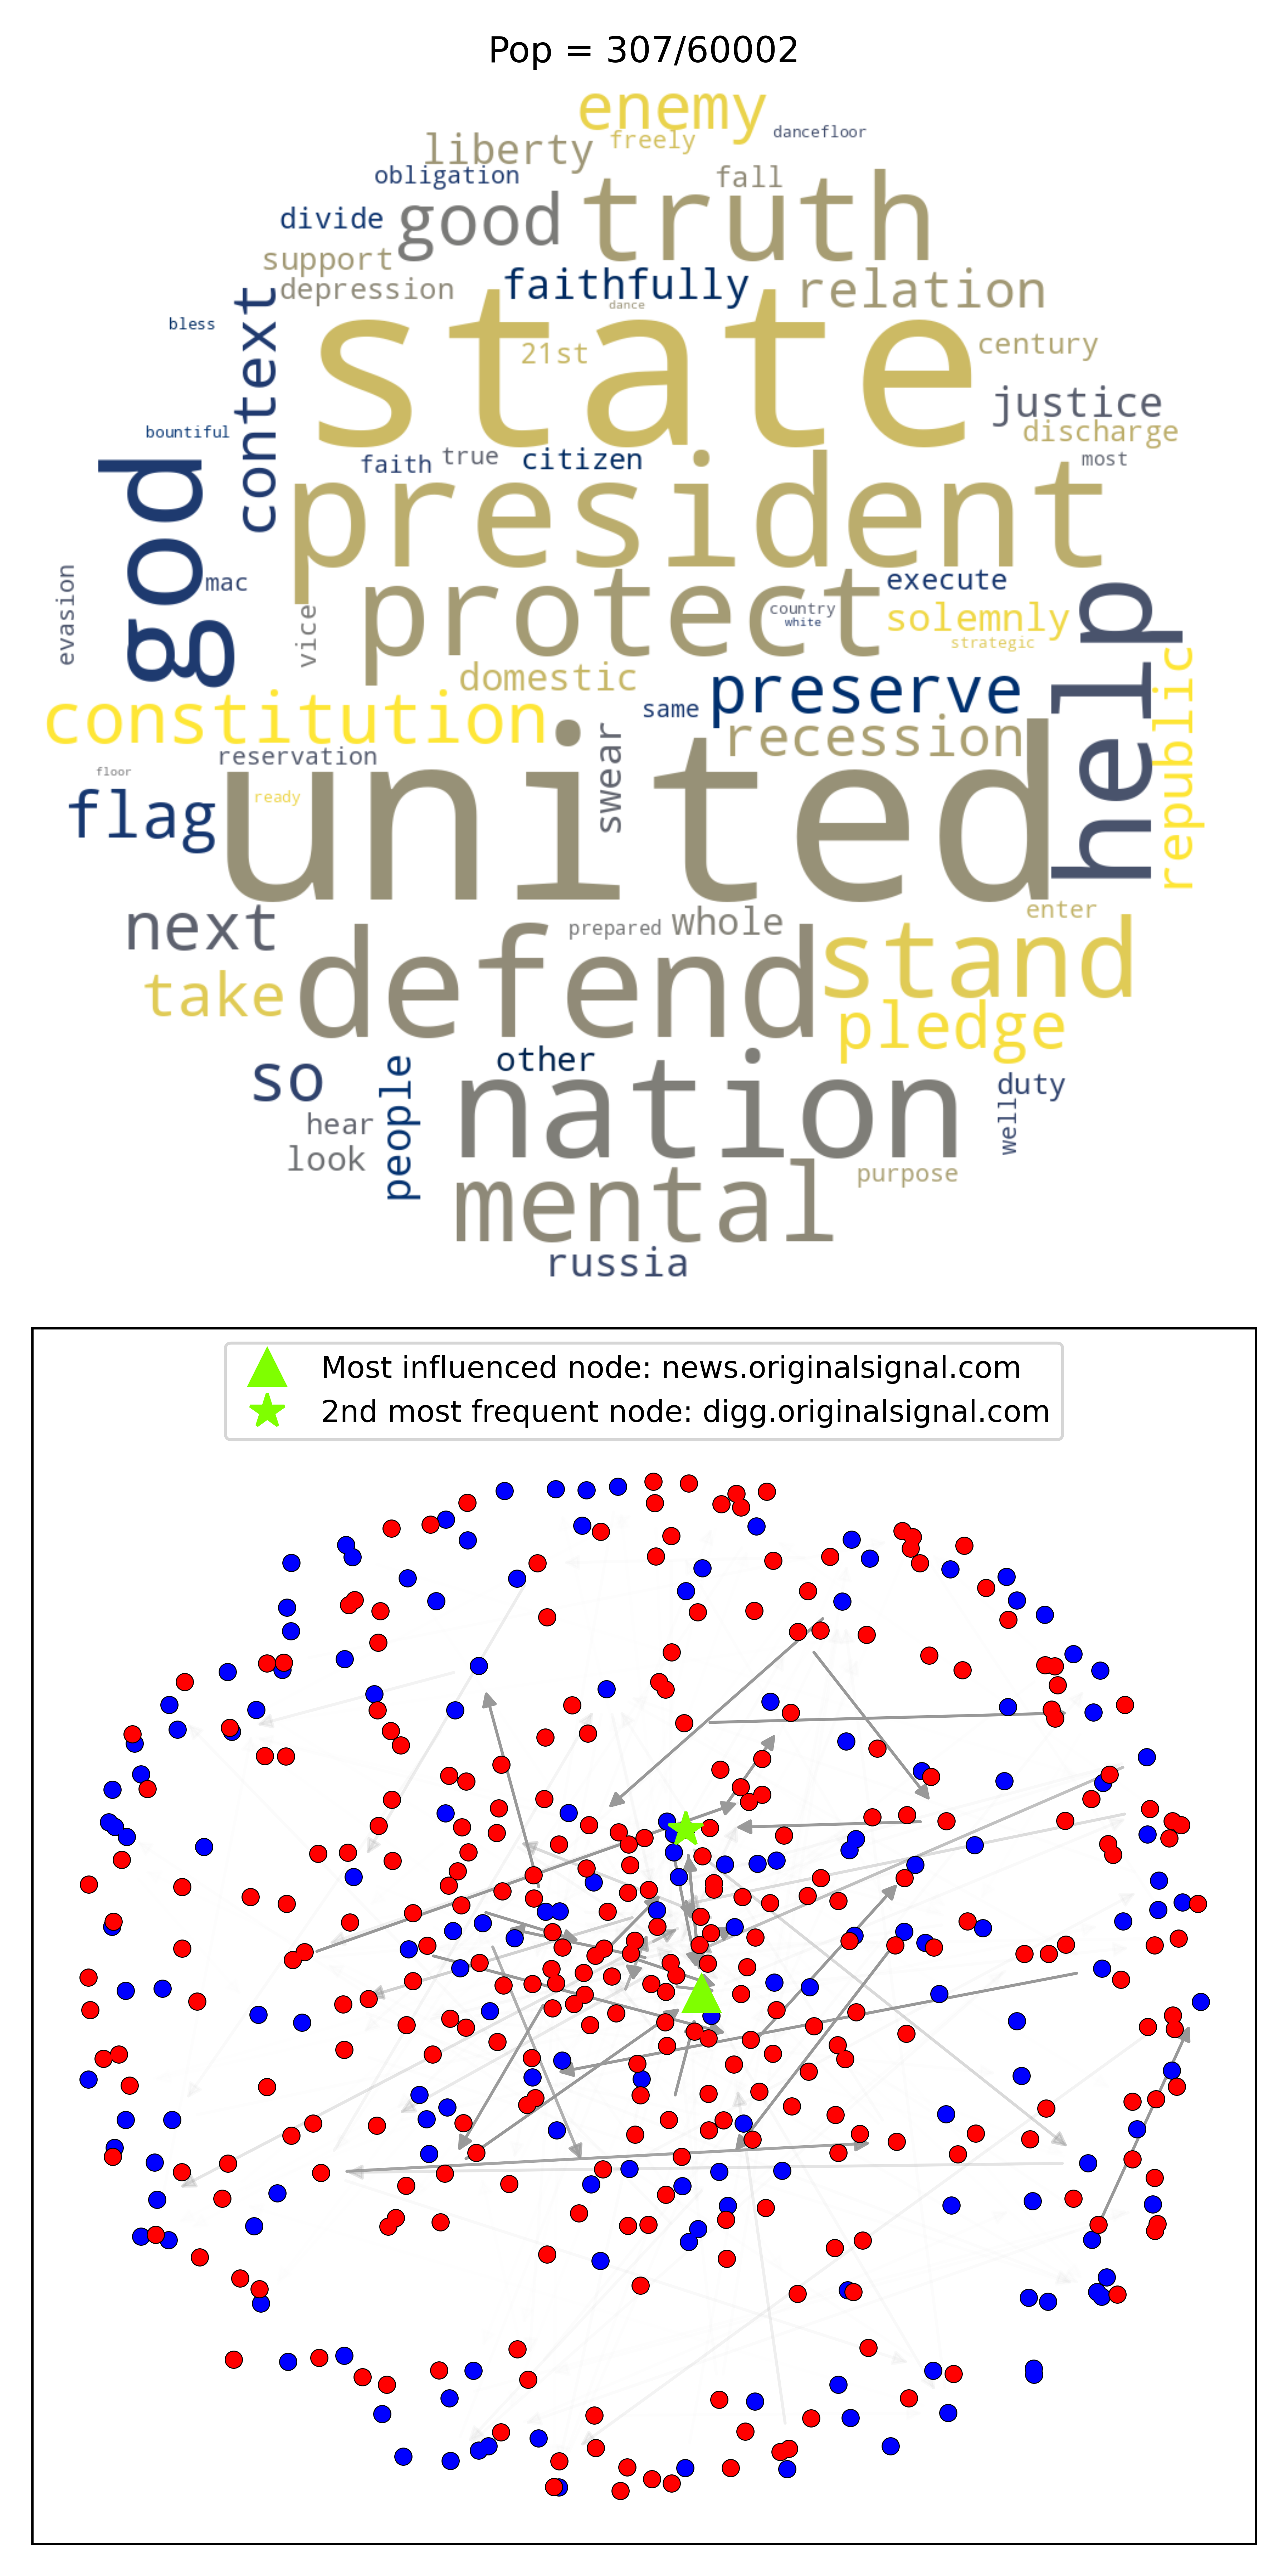 Pop = 307/60002
enemy
dancefloor
liberty
freely
obligation
fall
divide
good
truth
support
depression
faithfully
relation
dance
bless
context
state
21st
century
justice
bountiful
discharge
faith
true
citizen
most
god
president
evasion
mac
vice
protect
execute
country
white
solemnly
strategic
help
domestic
republic
constitution
same
preserve
swear
recession
reservation
floor
flag
ready
united
next
prepared
whole
enter
take
defend
stand
pledge
so
people
other
nation
duty
well
hear
look
purpose
mental
russia
Most influenced node: news.originalsignal.com
2nd most frequent node: digg.originalsignal.com